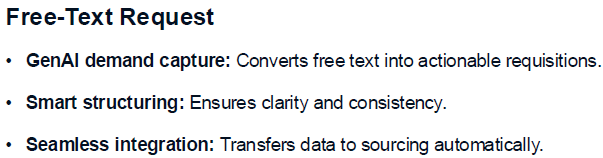 Free-Text Request
• GenAI demand capture: Converts free text into actionable requisitions.
• Smart structuring: Ensures clarity and consistency.
• Seamless integration: Transfers data to sourcing automatically.